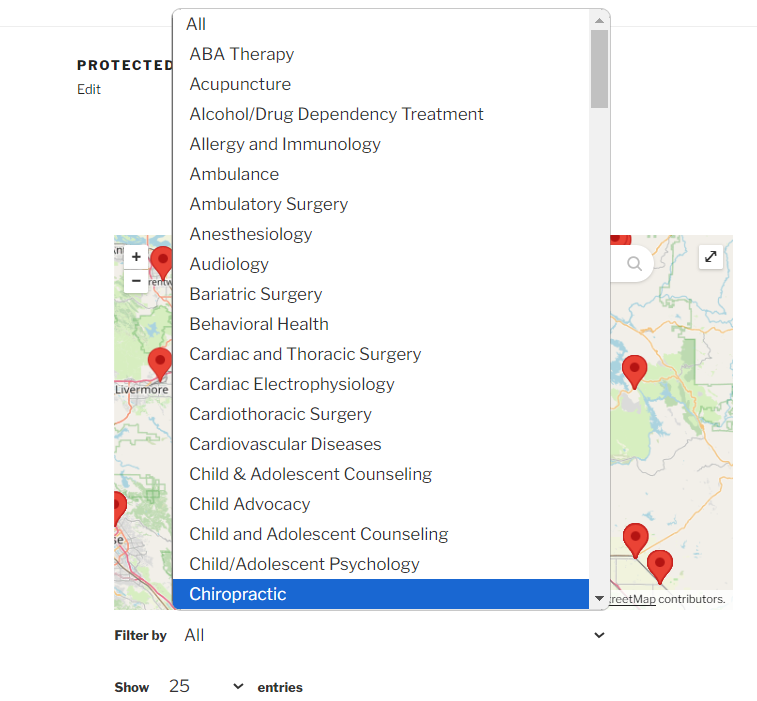 All
ABA Therapy
PROTECTED
Acupuncture
Edit
Alcohol/Drug Dependency Treatment
Allergy and Immunology
Ambulance
Ambulatory Surgery
Anesthesiology
Audiology
Bariatric Surgery
Behavioral Health
Cardiac and Thoracic Surgery
Cardiac Electrophysiology
Cardiothoracic Surgery
Cardiovascular Diseases
Child & Adolescent Counseling
Child Advocacy
Child and Adolescent Counseling
Child/Adolescent Psychology
Chiropractic
+
−
Livermore
contributors.
Filter by All
Show 25 entries